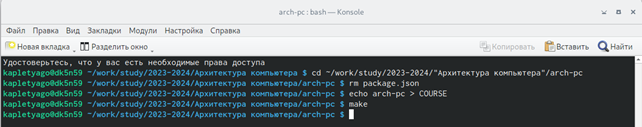 arch-pc : bash — Konsole
Файл Правка Вид Закладки Модули Настройка Справка
Новая вкладка Разделить окно Копировать Вставить Найти
Удостоверьтесь, что у вас есть необходимые права доступа
kapletyago@dk5n59 ~/work/study/2023-2024/Архитектура компьютера $ cd ~/work/study/2023-2024/"Архитектура компьютера"/arch-pc
kapletyago@dk5n59 ~/work/study/2023-2024/Архитектура компьютера/arch-pc $ rm package.json
kapletyago@dk5n59 ~/work/study/2023-2024/Архитектура компьютера/arch-pc $ echo arch-pc > COURSE
kapletyago@dk5n59 ~/work/study/2023-2024/Архитектура компьютера/arch-pc $ make
kapletyago@dk5n59 ~/work/study/2023-2024/Архитектура компьютера/arch-pc $